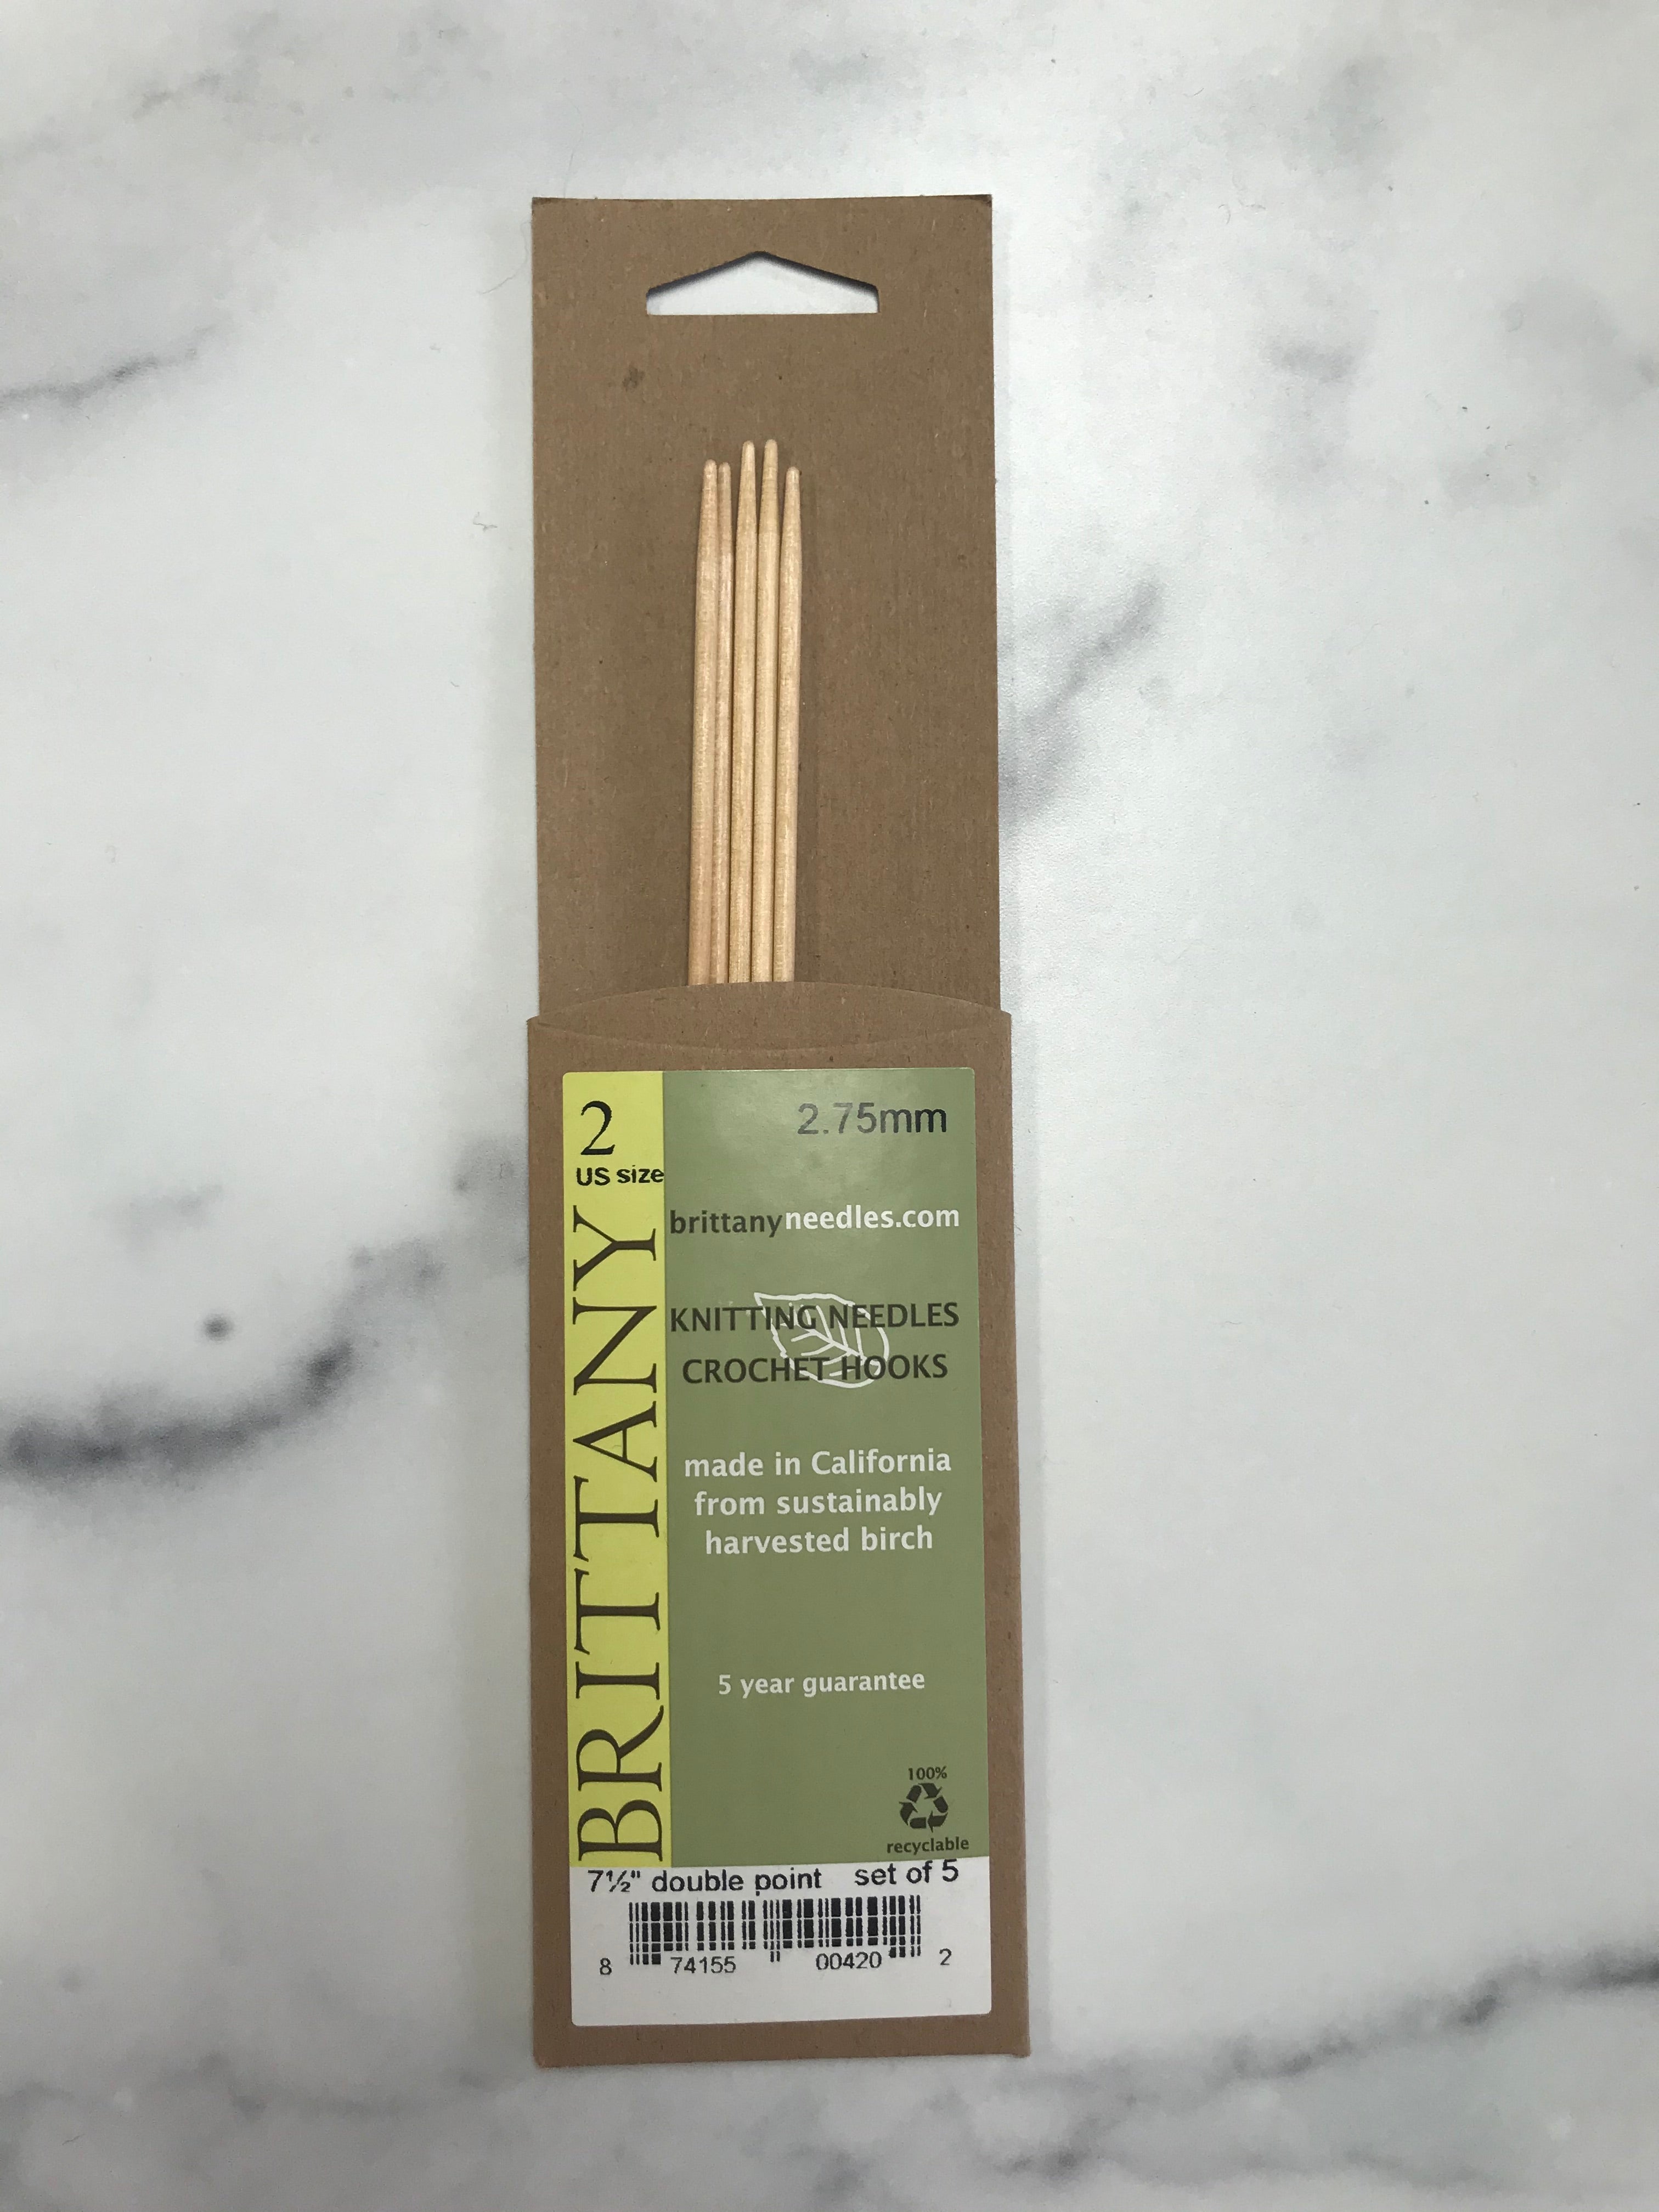 2
US size
2.75mm
BRITTANY
brittanyneedles.com
KNITTING NEEDLES
CROCHET HOOKS
made in California
from sustainably
harvested birch
5 year guarantee
100%
recyclable
7½" double point set of 5
8 74155 00420 2